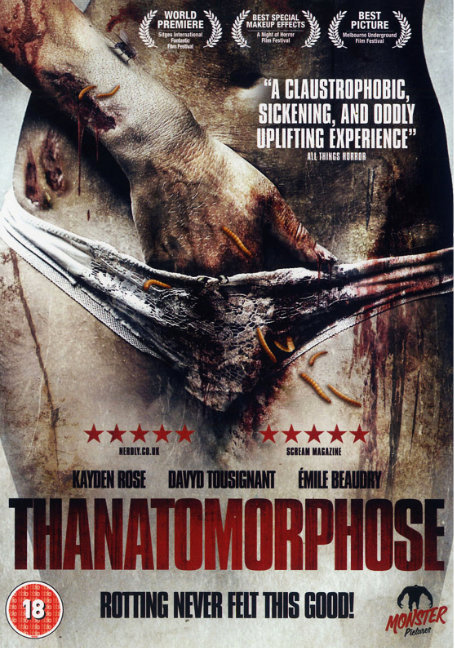 WORLD
PREMIERE
Sitges International
Fantastic
Film Festival
BEST SPECIAL
MAKEUP EFFECTS
A Night of Horror
Film Festival
BEST
PICTURE
Melbourne Underground
Film Festival
"A CLAUSTROPHOBIC,
SICKENING, AND ODDLY
UPLIFTING EXPERIENCE"
ALL THINGS HORROR
NERDLY.CO.UK
SCREAM MAGAZINE
KAYDEN ROSE DAVYD TOUSIGNANT ÉMILE BEAUDRY
THANATOMORPHOSE
ROTTING NEVER FELT THIS GOOD!
18
MONSTER
Pictures